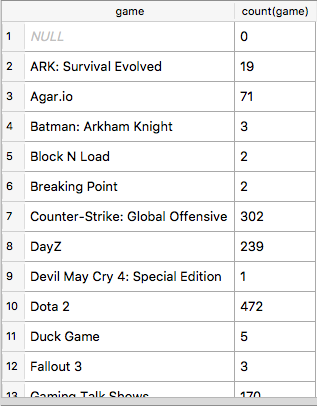 game count(game)
1 NULL 0
2 ARK: Survival Evolved 19
3 Agar.io 71
4 Batman: Arkham Knight 3
5 Block N Load 2
6 Breaking Point 2
7 Counter-Strike: Global Offensive 302
8 DayZ 239
9 Devil May Cry 4: Special Edition 1
10 Dota 2 472
11 Duck Game 5
12 Fallout 3 3
13 Gaming Talk Shows 170